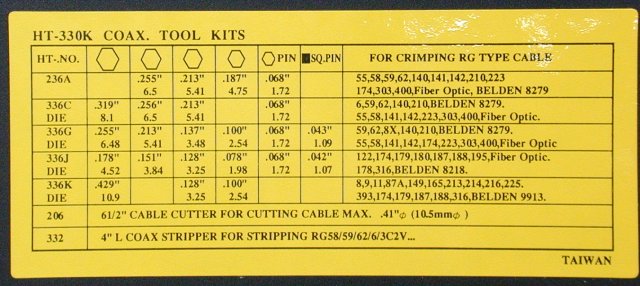 HT-330K COAX. TOOL KITS
HT-.NO. PIN SQ.PIN FOR CRIMPING RG TYPE CABLE
236A .255" .213" .187" .068" 55,58,59,62,140,141,142,210,223
6.5 5.41 4.75 1.72 174,303,400,Fiber Optic, BELDEN 8279
336C .319" .256" .213" .068" 6,59,62,140,210,BELDEN 8279.
DIE 8.1 6.5 5.41 1.72 55,58,141,142,223,303,400,Fiber Optic.
336G .255" .213" .137" .100" .068" .043" 59,62,8X,140,210,BELDEN 8279.
DIE 6.48 5.41 3.48 2.54 1.72 1.09 55,58,141,142,174,223,303,400,Fiber Optic
336J .178" .151" .128" .078" .068" .042" 122,174,179,180,187,188,195,Fiber Optic.
DIE 4.52 3.84 3.25 1.98 1.72 1.07 178,316,BELDEN 8218.
336K .429" .128" .100" 8,9,11,87A,149,165,213,214,216,225.
DIE 10.9 3.25 2.54 393,174,179,187,188,316,BELDEN 9913.
206 61/2" CABLE CUTTER FOR CUTTING CABLE MAX. .41"φ (10.5mmφ)
332 4" L COAX STRIPPER FOR STRIPPING RG58/59/62/6/3C2V...
TAIWAN